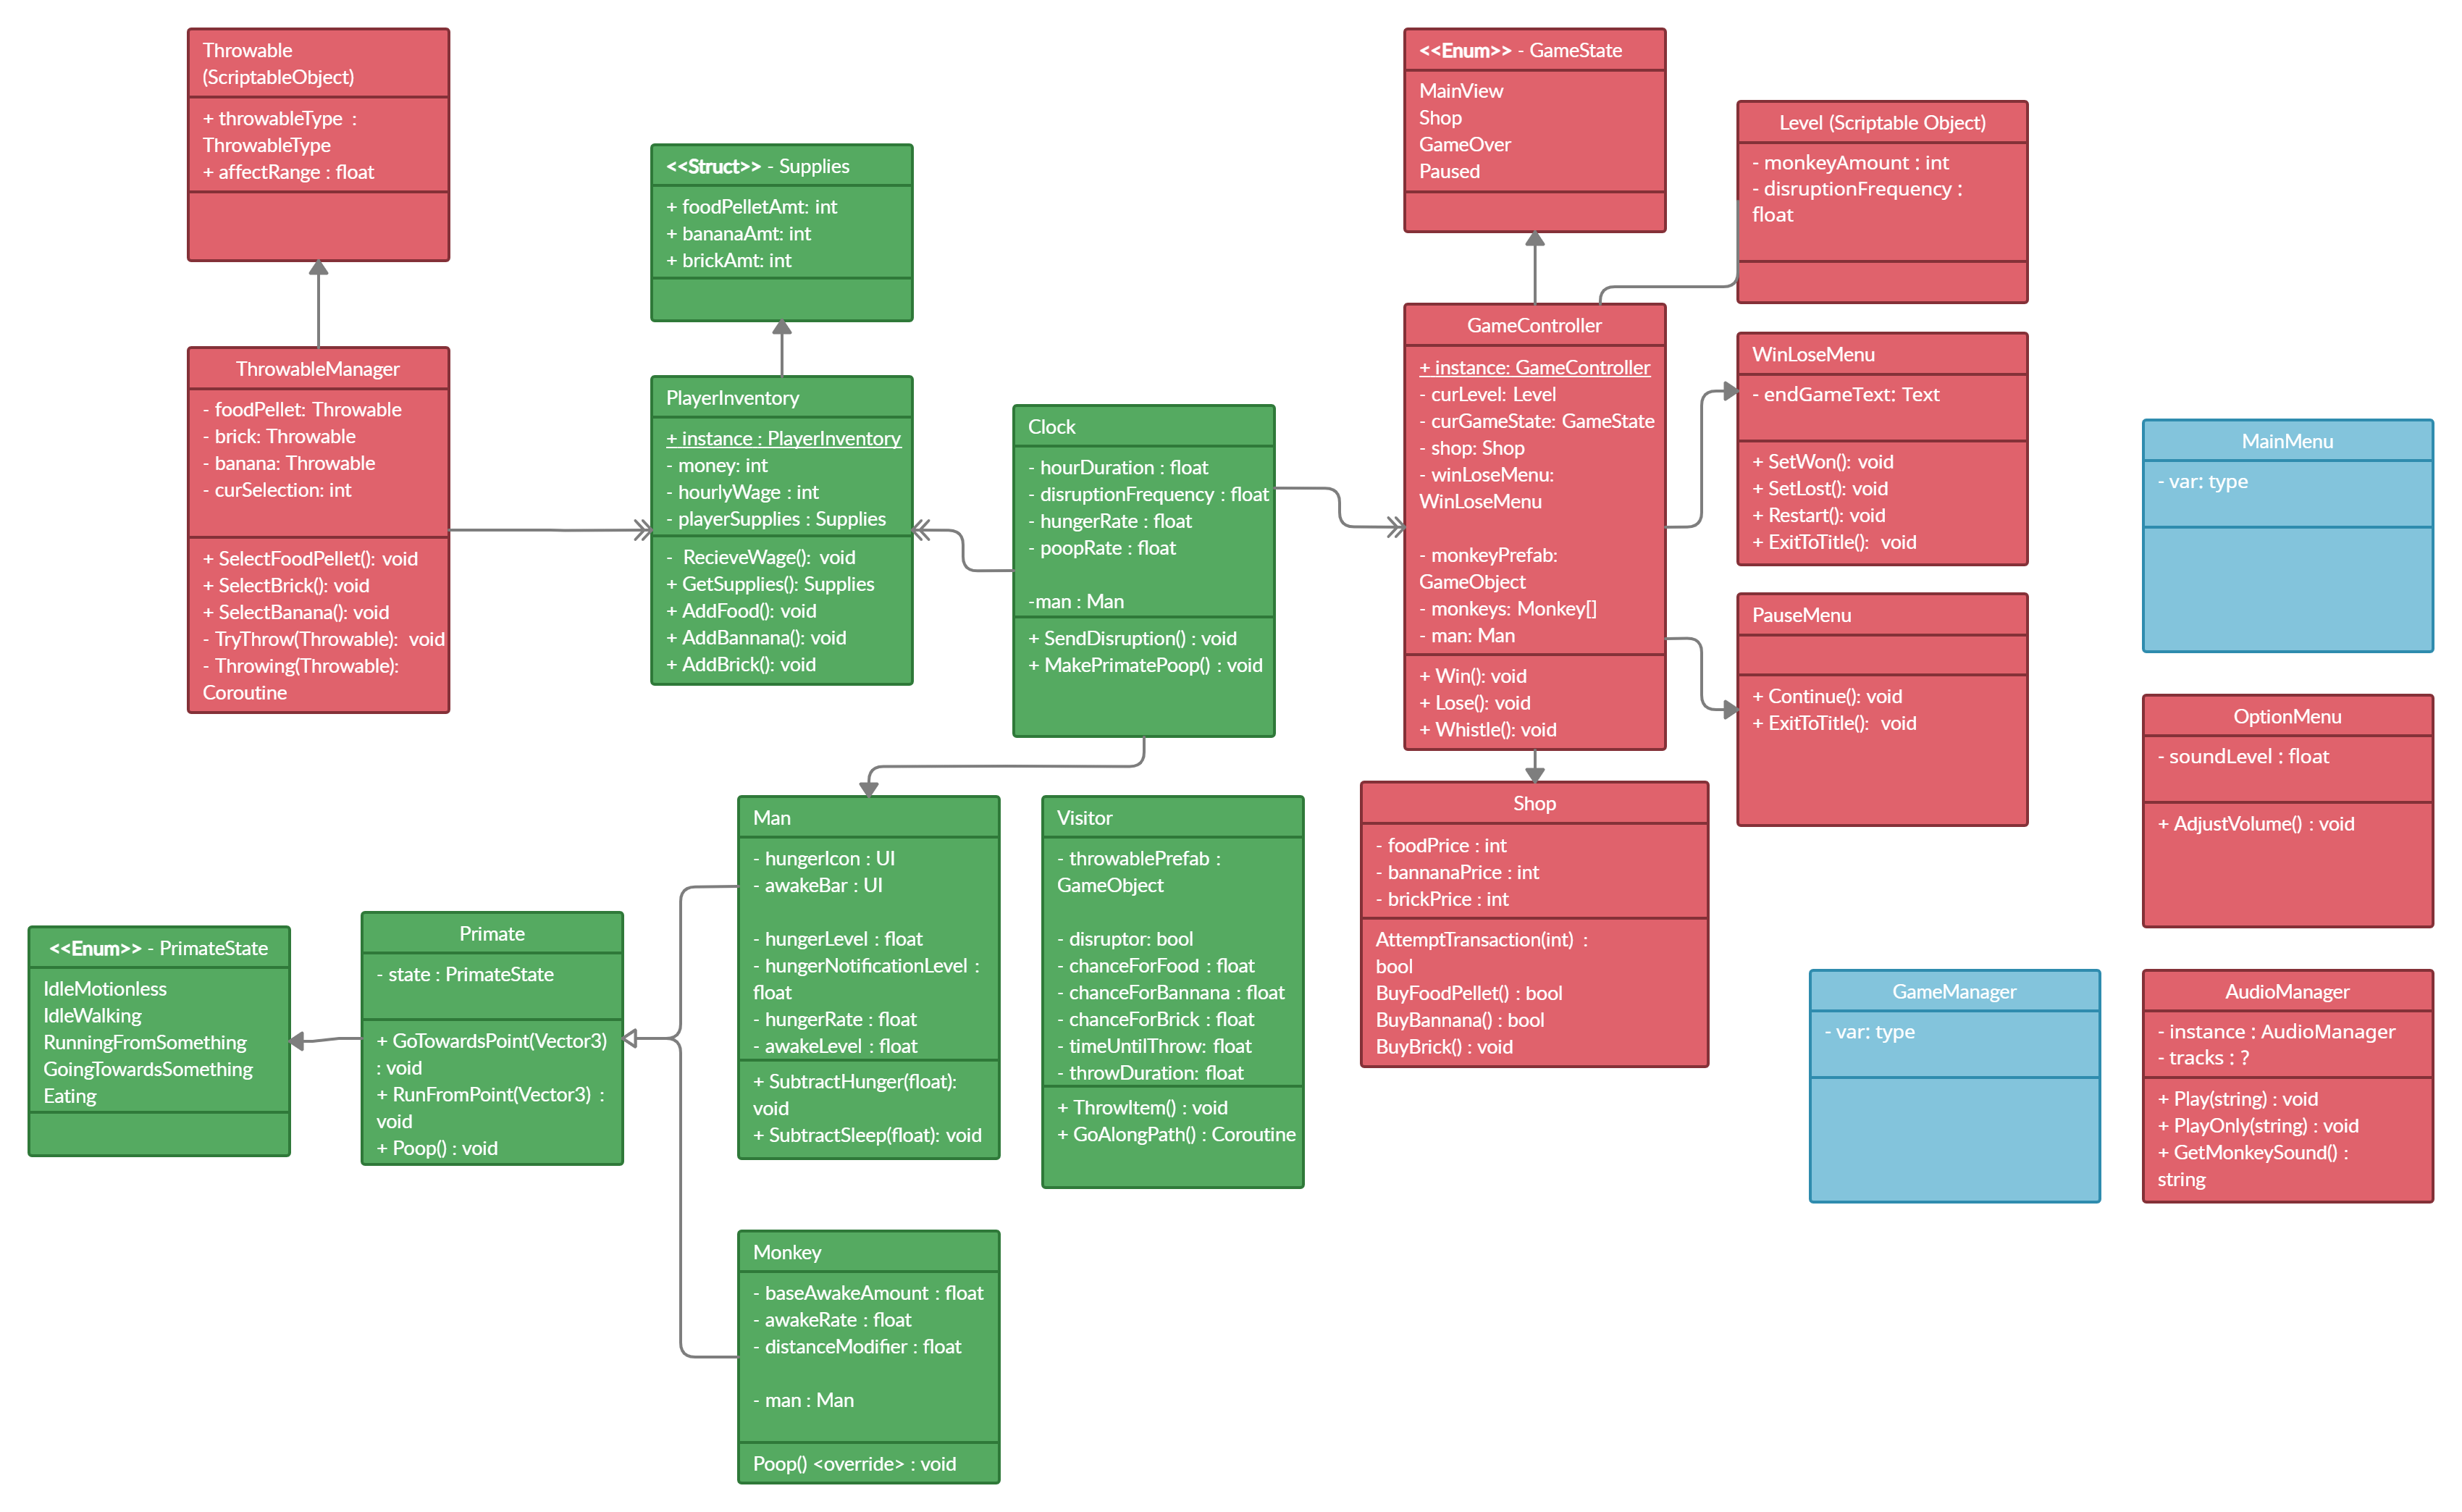 Throwable
(ScriptableObject)
+ throwableType  :
ThrowableType
+ affectRange : float
ThrowableManager
- foodPellet: Throwable
- brick: Throwable
- banana: Throwable
- curSelection: int
+ SelectFoodPellet(): void
+ SelectBrick(): void
+ SelectBanana(): void
- TryThrow(Throwable):  void
- Throwing(Throwable):
Coroutine
<<Struct>> - Supplies
+ foodPelletAmt: int
+ bananaAmt: int
+ brickAmt: int
PlayerInventory
+ instance : PlayerInventory
- money: int
- hourlyWage : int
- playerSupplies : Supplies
-  RecieveWage():  void
+ GetSupplies(): Supplies
+ AddFood(): void
+ AddBannana(): void
+ AddBrick(): void
Clock
- hourDuration : float
- disruptionFrequency : float
- hungerRate : float
- poopRate : float
-man : Man
+ SendDisruption() : void
+ MakePrimatePoop() : void
<<Enum>> - GameState
MainView
Shop
GameOver
Paused
GameController
+ instance: GameController
- curLevel: Level
- curGameState: GameState
- shop: Shop
- winLoseMenu:
WinLoseMenu
- monkeyPrefab:
GameObject
- monkeys: Monkey[]
- man: Man
+ Win(): void
+ Lose(): void
+ Whistle(): void
Level (Scriptable Object)
- monkeyAmount : int
- disruptionFrequency :
float
WinLoseMenu
- endGameText: Text
+ SetWon(): void
+ SetLost(): void
+ Restart(): void
+ ExitToTitle():  void
PauseMenu
+ Continue(): void
+ ExitToTitle():  void
MainMenu
- var: type
OptionMenu
- soundLevel : float
+ AdjustVolume() : void
<<Enum>> - PrimateState
IdleMotionless
IdleWalking
RunningFromSomething
GoingTowardsSomething
Eating
Primate
- state : PrimateState
+ GoTowardsPoint(Vector3)
: void
+ RunFromPoint(Vector3)  :
void
+ Poop() : void
Man
- hungerIcon : UI
- awakeBar : UI
- hungerLevel : float
- hungerNotificationLevel :
float
- hungerRate : float
- awakeLevel : float
+ SubtractHunger(float):
void
+ SubtractSleep(float): void
Visitor
- throwablePrefab :
GameObject
- disruptor: bool
- chanceForFood : float
- chanceForBannana : float
- chanceForBrick : float
- timeUntilThrow: float
- throwDuration: float
+ ThrowItem() : void
+ GoAlongPath() : Coroutine
Shop
- foodPrice : int
- bannanaPrice : int
- brickPrice : int
AttemptTransaction(int)  :
bool
BuyFoodPellet() : bool
BuyBannana() : bool
BuyBrick() : void
GameManager
- var: type
AudioManager
- instance : AudioManager
- tracks : ?
+ Play(string) : void
+ PlayOnly(string) : void
+ GetMonkeySound() :
string
Monkey
- baseAwakeAmount : float
- awakeRate : float
- distanceModifier : float
- man : Man
Poop() <override> : void